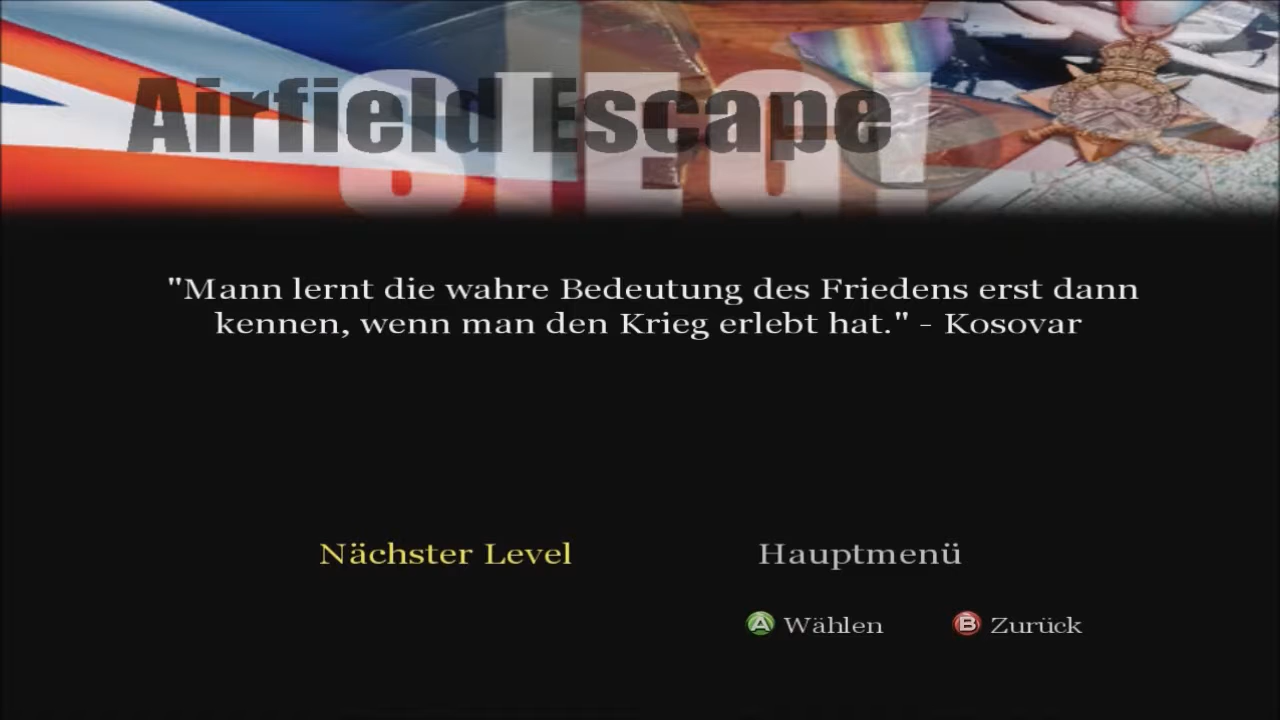 Airfield Escape
SIEG!
"Mann lernt die wahre Bedeutung des Friedens erst dann
kennen, wenn man den Krieg erlebt hat." - Kosovar
Nächster Level
Hauptmenü
A Wählen
B Zurück